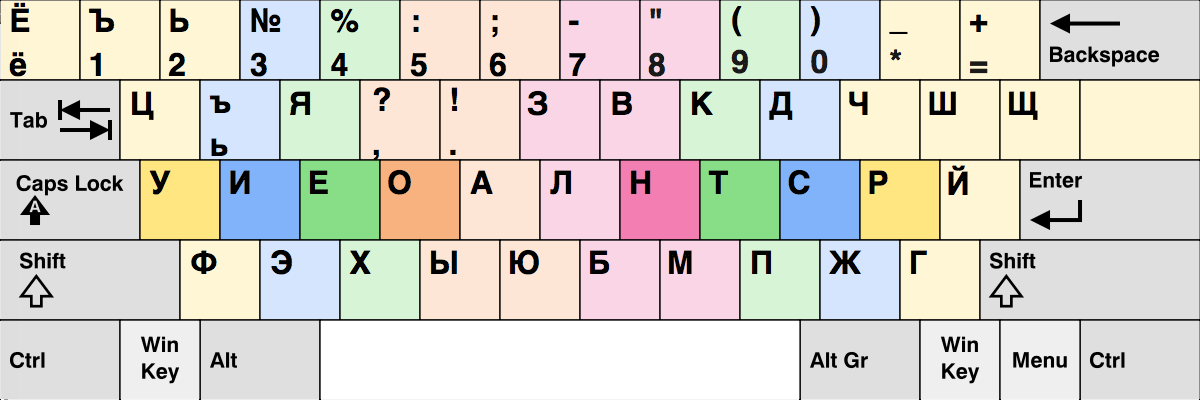 Ё Ъ Ь № % : ; - " ( ) _ +
ё 1 2 3 4 5 6 7 8 9 0 * = Backspace
Tab Ц ъ Я ? ! З В К Д Ч Ш Щ
ь , .
Caps Lock У И Е О А Л Н Т С Р Й Enter
A
Shift Ф Э Х Ы Ю Б М П Ж Г Shift
Ctrl Win Key Alt Alt Gr Win Key Menu Ctrl